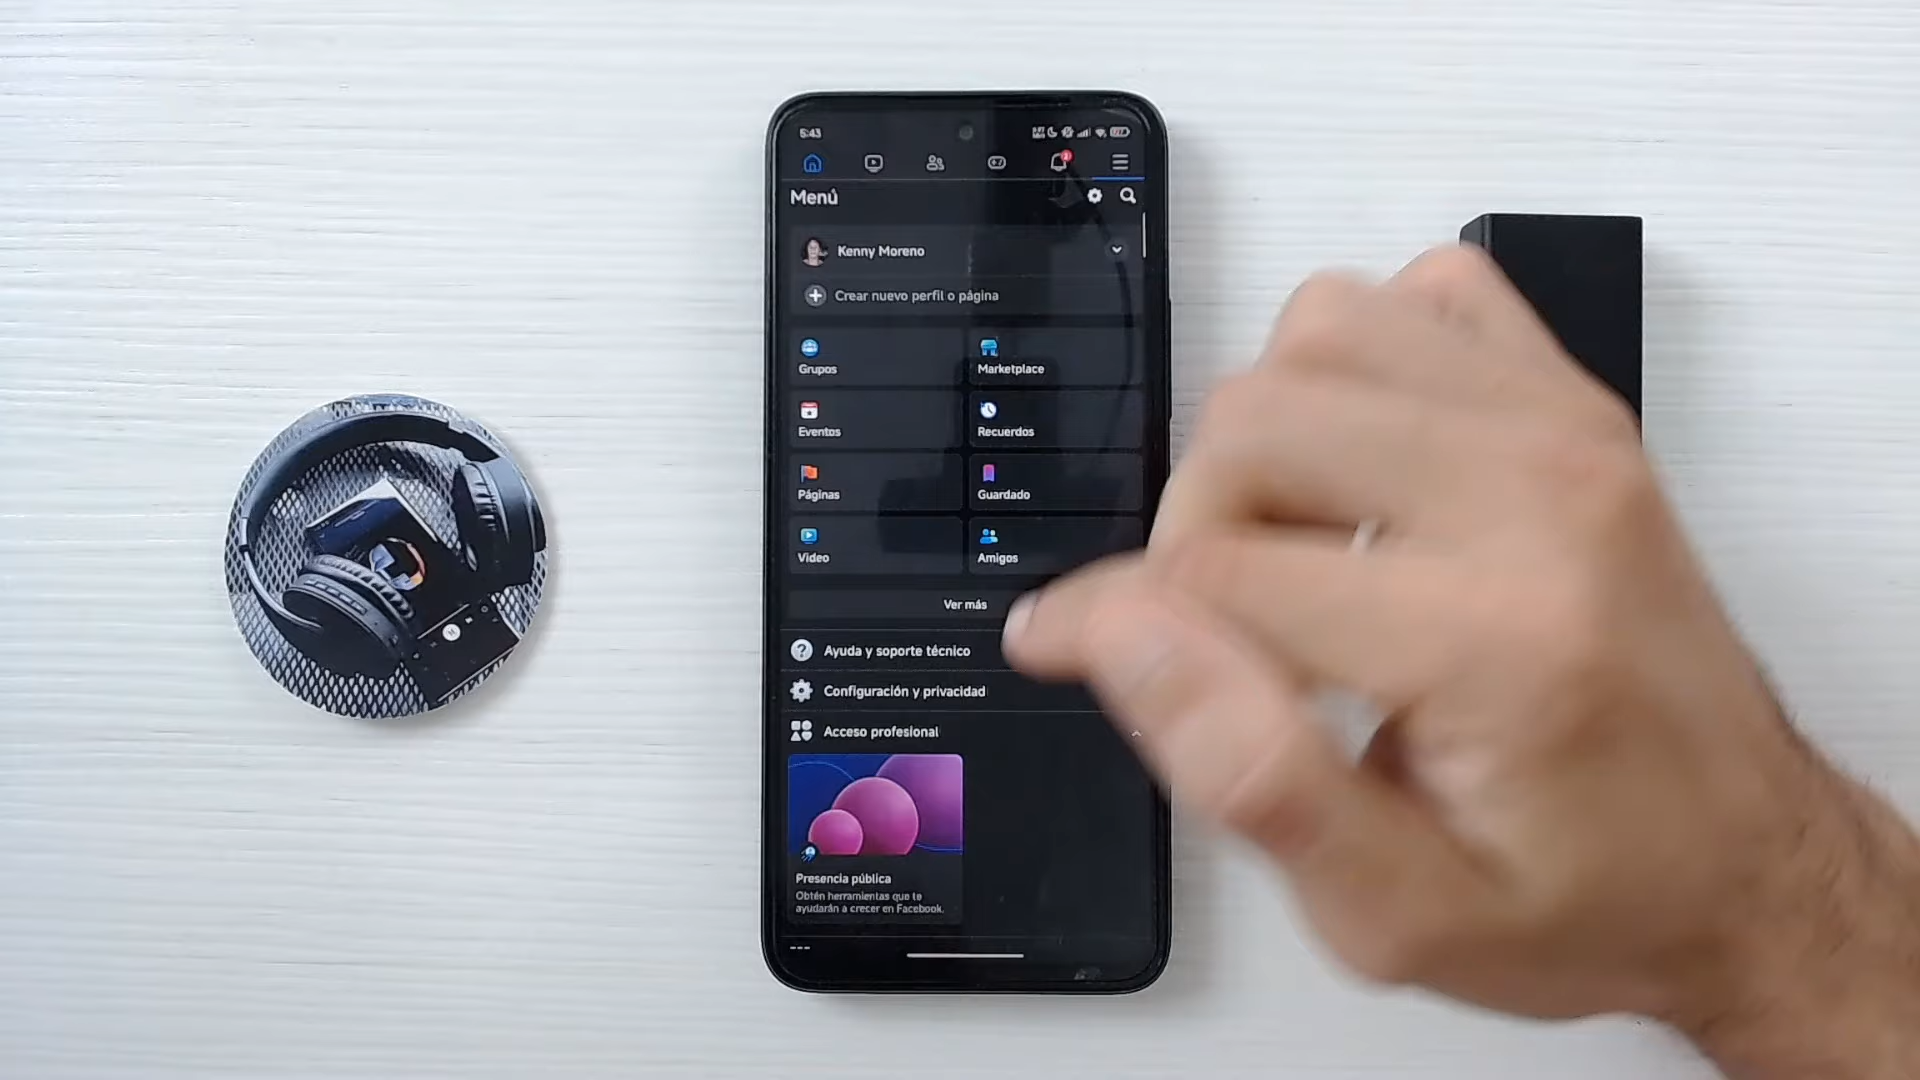 5:43
1
Menú
Kenny Moreno
Crear nuevo perfil o página
Grupos
Marketplace
Eventos
Recuerdos
Páginas
Guardado
Video
Amigos
Ver más
Ayuda y soporte técnico
Configuración y privacidad
Acceso profesional
Presencia pública
Obtén herramientas que te
ayudarán a crecer en Facebook.